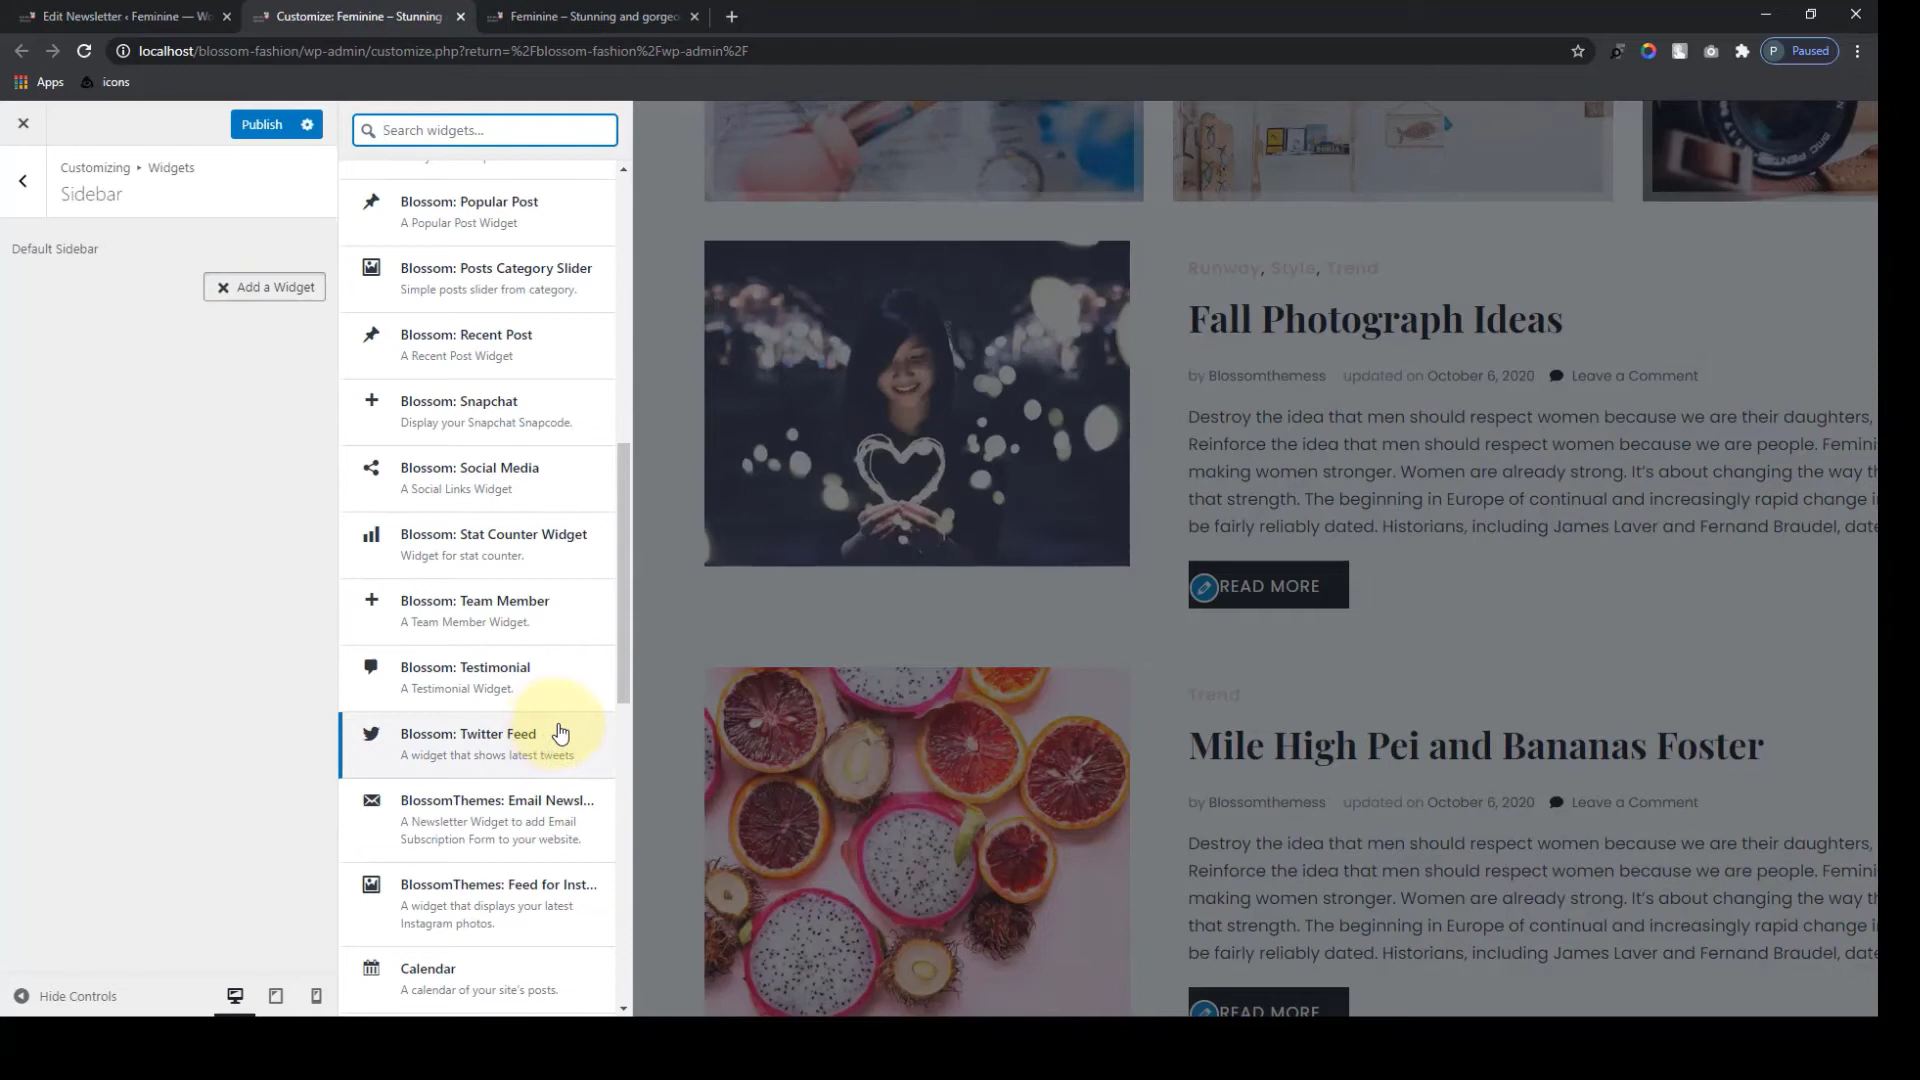 Edit Newsletter ‹ Feminine — Wo
Customize: Feminine – Stunning
Feminine – Stunning and gorgeo
localhost/blossom-fashion/wp-admin/customize.php?return=%2Fblossom-fashion%2Fwp-admin%2F
P Paused
Apps
icons
Publish
Search widgets...
Customizing ▸ Widgets
Sidebar
Default Sidebar
Add a Widget
Blossom: Popular Post
A Popular Post Widget
Blossom: Posts Category Slider
Simple posts slider from category.
Blossom: Recent Post
A Recent Post Widget
Blossom: Snapchat
Display your Snapchat Snapcode.
Blossom: Social Media
A Social Links Widget
Blossom: Stat Counter Widget
Widget for stat counter.
Blossom: Team Member
A Team Member Widget.
Blossom: Testimonial
A Testimonial Widget.
Blossom: Twitter Feed
A widget that shows latest tweets
BlossomThemes: Email Newsl...
A Newsletter Widget to add Email
Subscription Form to your website.
BlossomThemes: Feed for Inst...
A widget that displays your latest
Instagram photos.
Calendar
A calendar of your site's posts.
Hide Controls
Runway, Style, Trend
Fall Photograph Ideas
by Blossomthemess updated on October 6, 2020 Leave a Comment
Destroy the idea that men should respect women because we are their daughters,
Reinforce the idea that men should respect women because we are people. Femini
making women stronger. Women are already strong. It's about changing the way th
that strength. The beginning in Europe of continual and increasingly rapid change i
be fairly reliably dated. Historians, including James Laver and Fernand Braudel, date
READ MORE
Trend
Mile High Pei and Bananas Foster
by Blossomthemess updated on October 6, 2020 Leave a Comment
Destroy the idea that men should respect women because we are their daughters,
Reinforce the idea that men should respect women because we are people. Femini
making women stronger. Women are already strong. It's about changing the way th
that strength. The beginning in Europe of continual and increasingly rapid change i
be fairly reliably dated. Historians, including James Laver and Fernand Braudel, date
READ MORE